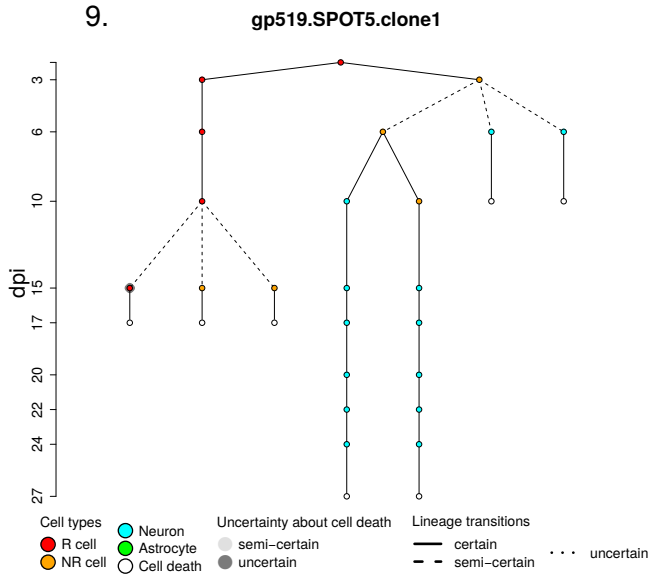 9.
gp519.SPOT5.clone1
dpi
3
6
10
15
17
20
22
24
27
Cell types
R cell
NR cell
Neuron
Astrocyte
Cell death
Uncertainty about cell death
semi−certain
uncertain
Lineage transitions
certain
semi−certain
uncertain